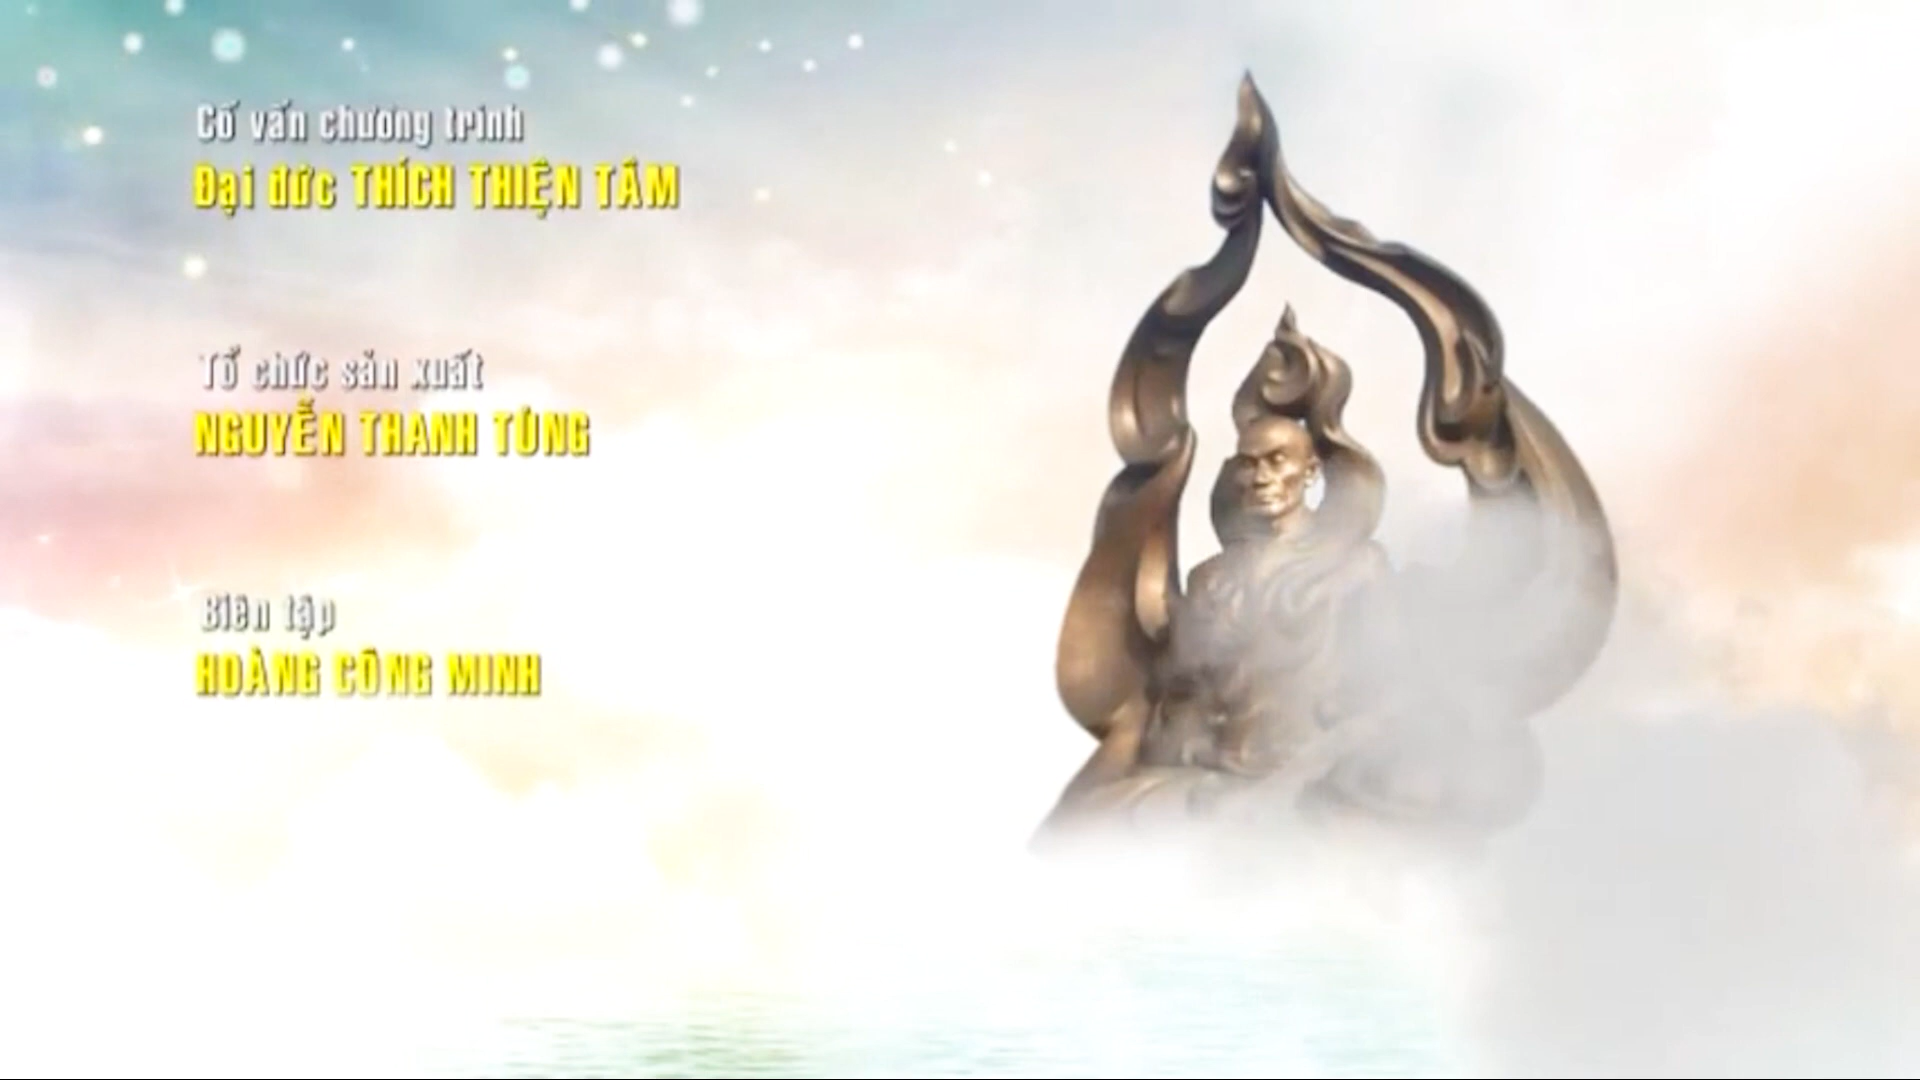 Cố vấn chương trình
Đại đức THÍCH THIỆN TÂM
Tổ chức sản xuất
NGUYỄN THANH TÙNG
Biên tập
HOÀNG CÔNG MINH